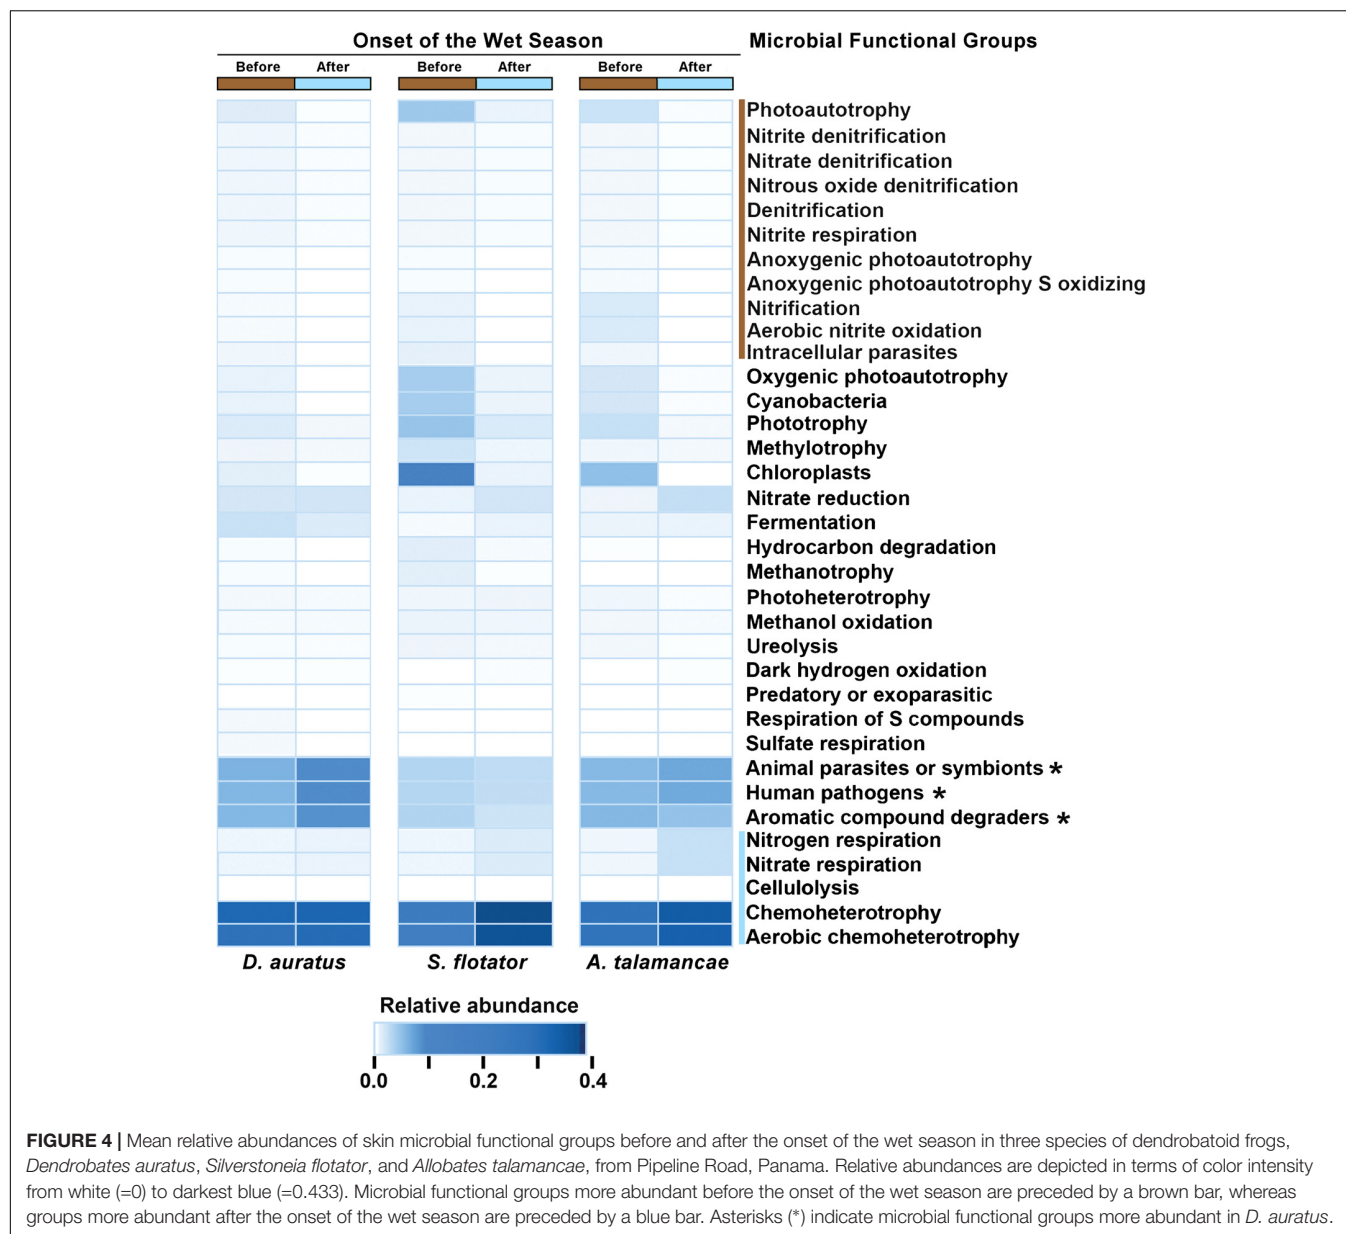 Onset of the Wet Season
Microbial Functional Groups
Before After Before After Before After
Photoautotrophy
Nitrite denitrification
Nitrate denitrification
Nitrous oxide denitrification
Denitrification
Nitrite respiration
Anoxygenic photoautotrophy
Anoxygenic photoautotrophy S oxidizing
Nitrification
Aerobic nitrite oxidation
Intracellular parasites
Oxygenic photoautotrophy
Cyanobacteria
Phototrophy
Methylotrophy
Chloroplasts
Nitrate reduction
Fermentation
Hydrocarbon degradation
Methanotrophy
Photoheterotrophy
Methanol oxidation
Ureolysis
Dark hydrogen oxidation
Predatory or exoparasitic
Respiration of S compounds
Sulfate respiration
Animal parasites or symbionts *
Human pathogens *
Aromatic compound degraders *
Nitrogen respiration
Nitrate respiration
Cellulolysis
Chemoheterotrophy
Aerobic chemoheterotrophy
D. auratus S. flotator A. talamancae
Relative abundance
0.0 0.2 0.4
FIGURE 4 | Mean relative abundances of skin microbial functional groups before and after the onset of the wet season in three species of dendrobatoid frogs,
Dendrobates auratus, Silverstoneia flotator, and Allobates talamancae, from Pipeline Road, Panama. Relative abundances are depicted in terms of color intensity
from white (=0) to darkest blue (=0.433). Microbial functional groups more abundant before the onset of the wet season are preceded by a brown bar, whereas
groups more abundant after the onset of the wet season are preceded by a blue bar. Asterisks (*) indicate microbial functional groups more abundant in D. auratus.